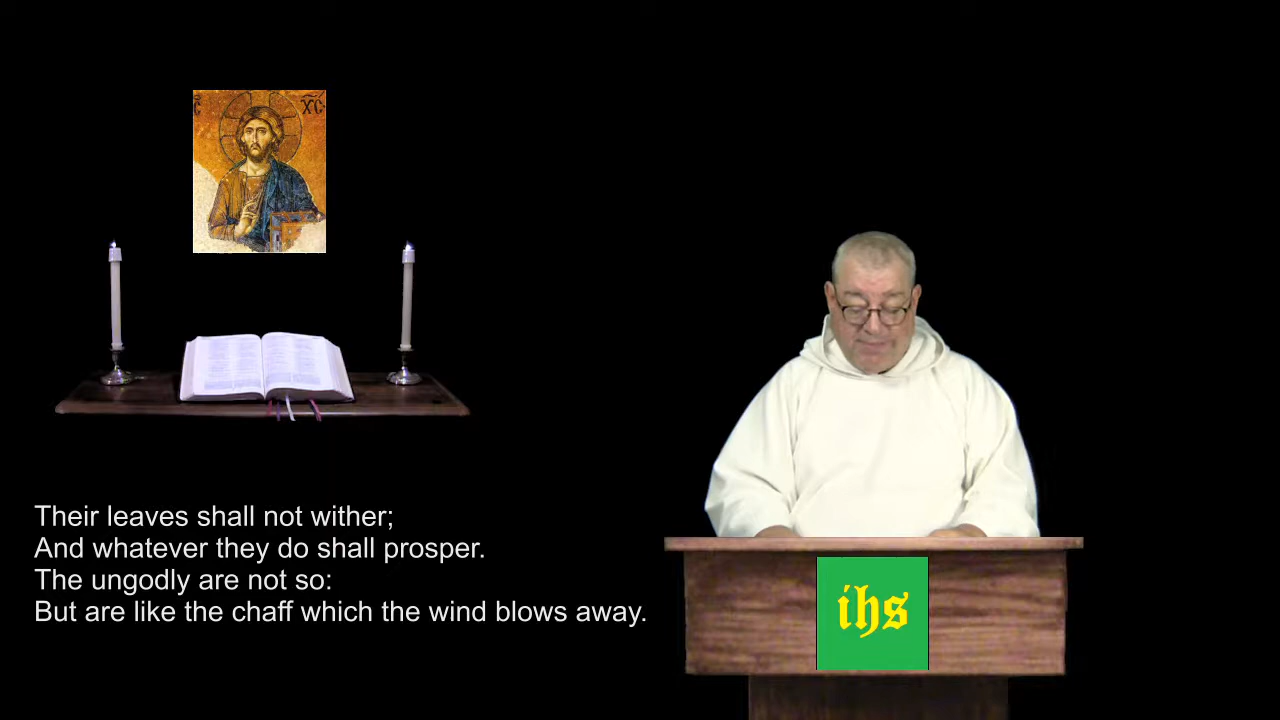 XC
Their leaves shall not wither;
And whatever they do shall prosper.
The ungodly are not so:
But are like the chaff which the wind blows away.
ihs